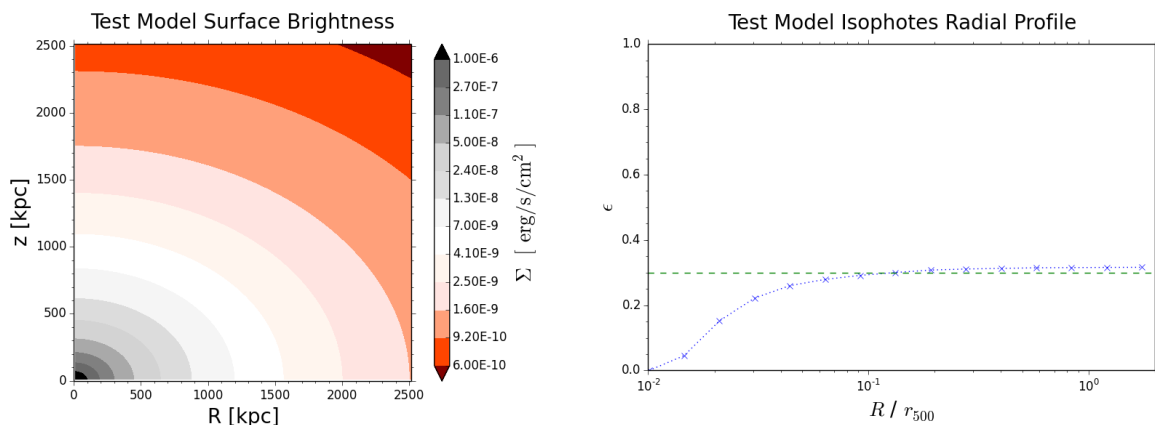 Test Model Surface Brightness
2500
2000
1500
1000
500
0
0
500
1000
1500
2000
2500
z [kpc]
R [kpc]
1.00E-6
2.70E-7
1.10E-7
5.00E-8
2.40E-8
1.30E-8
7.00E-9
4.10E-9
2.50E-9
1.60E-9
9.20E-10
6.00E-10
Σ [ erg/s/cm²]
Test Model Isophotes Radial Profile
1.0
0.8
0.6
0.4
0.2
0.0
ϵ
10⁻²
10⁻¹
10⁰
R / r₅₀₀